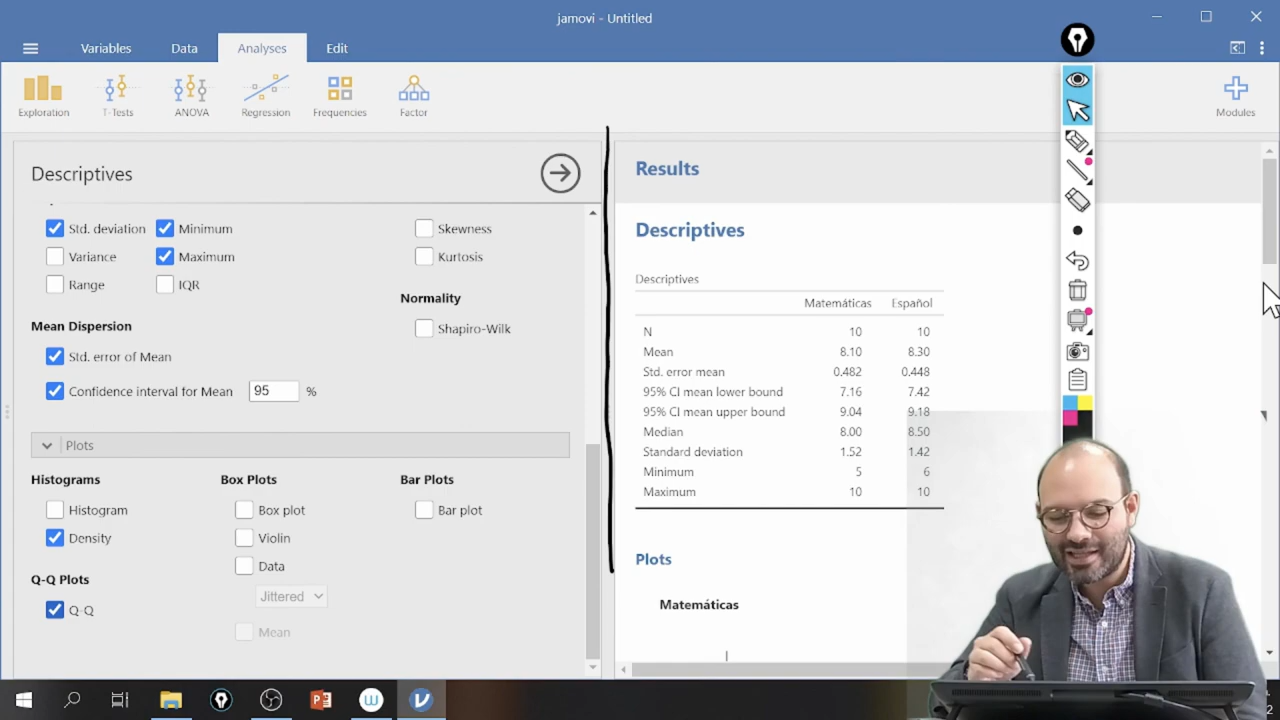 jamovi - Untitled
Variables Data Analyses Edit
Exploration T-Tests ANOVA Regression Frequencies Factor Modules
Descriptives
Std. deviation Minimum Skewness
Variance Maximum Kurtosis
Range IQR
Normality
Mean Dispersion Shapiro-Wilk
Std. error of Mean
Confidence interval for Mean 95 %
Plots
Histograms Box Plots Bar Plots
Histogram Box plot Bar plot
Density Violin
Data
Q-Q Plots
Jittered
Q-Q
Mean
Results
Descriptives
Descriptives
Matemáticas Español
N 10 10
Mean 8.10 8.30
Std. error mean 0.482 0.448
95% CI mean lower bound 7.16 7.42
95% CI mean upper bound 9.04 9.18
Median 8.00 8.50
Standard deviation 1.52 1.42
Minimum 5 6
Maximum 10 10
Plots
Matemáticas